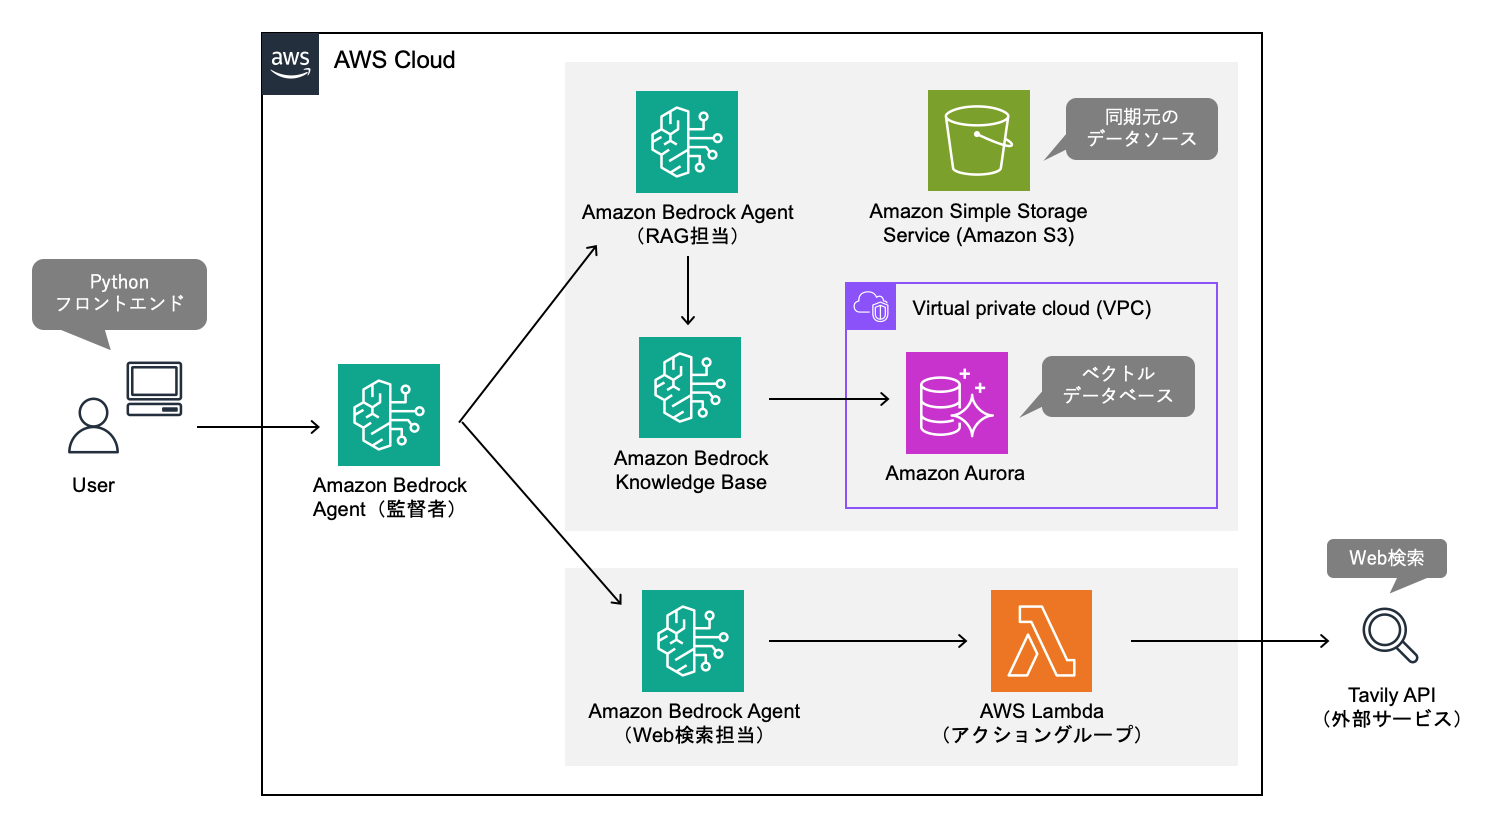 aws
AWS Cloud
Python
フロントエンド
User
Amazon Bedrock
Agent（監督者）
Amazon Bedrock Agent
（RAG担当）
Amazon Simple Storage
Service (Amazon S3)
同期元の
データソース
Amazon Bedrock
Knowledge Base
Virtual private cloud (VPC)
Amazon Aurora
ベクトル
データベース
Amazon Bedrock Agent
（Web検索担当）
AWS Lambda
（アクショングループ）
Web検索
Tavily API
（外部サービス）